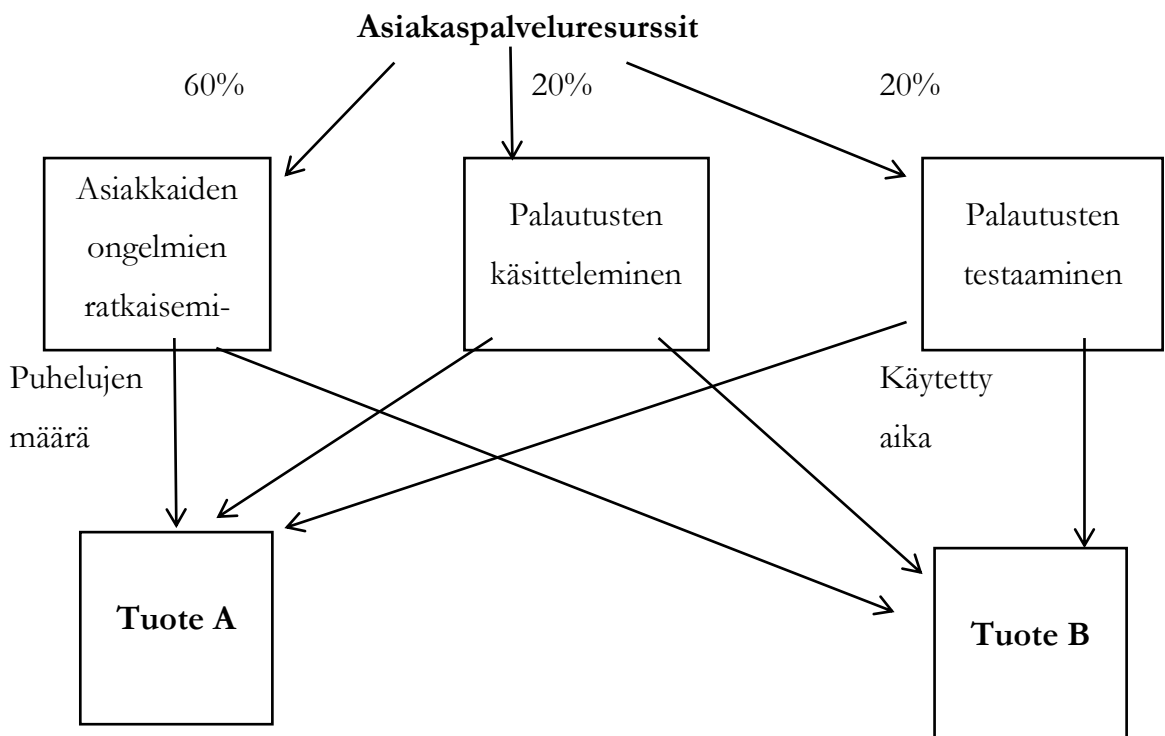 Asiakaspalveluresurssit
60%
20%
20%
Asiakkaiden
ongelmien
ratkaisemi-
Palautusten
käsitteleminen
Palautusten
testaaminen
Puhelujen
määrä
Käytetty
aika
Tuote A
Tuote B